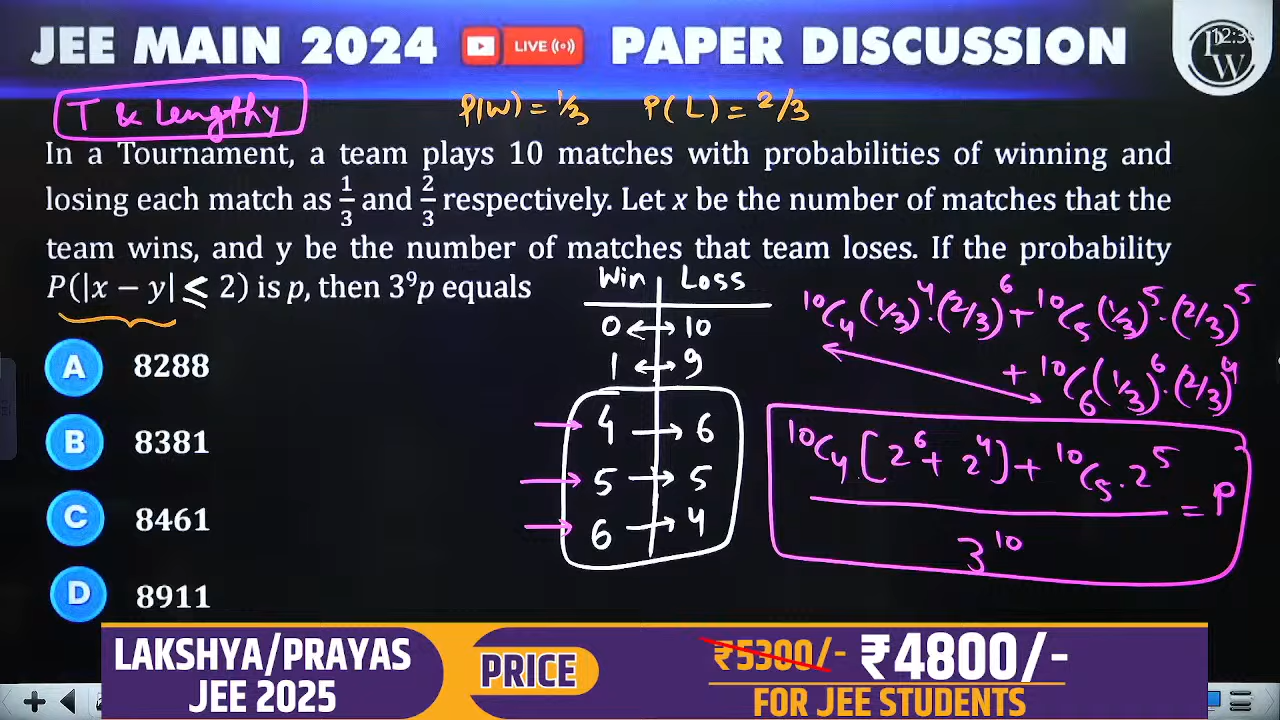 JEE MAIN 2024 LIVE PAPER DISCUSSION
12:3
W
T & Lengthy
P(W) = 1/3 P(L) = 2/3
In a Tournament, a team plays 10 matches with probabilities of winning and
losing each match as 1/3 and 2/3 respectively. Let x be the number of matches that the
team wins, and y be the number of matches that team loses. If the probability
P(|x − y| ⩽ 2) is p, then 3⁹p equals
A 8288
B 8381
C 8461
D 8911
Win Loss
0 ↔ 10
1 ↔ 9
4 → 6
5 → 5
6 → 4
¹⁰C₄ (1/3)⁴·(2/3)⁶ + ¹⁰C₅ (1/3)⁵·(2/3)⁵
+ ¹⁰C₆ (1/3)⁶·(2/3)⁴
¹⁰C₄ [2⁶ + 2⁴] + ¹⁰C₅·2⁵
= P
3¹⁰
LAKSHYA/PRAYAS
JEE 2025
PRICE
₹5300/- ₹4800/-
FOR JEE STUDENTS